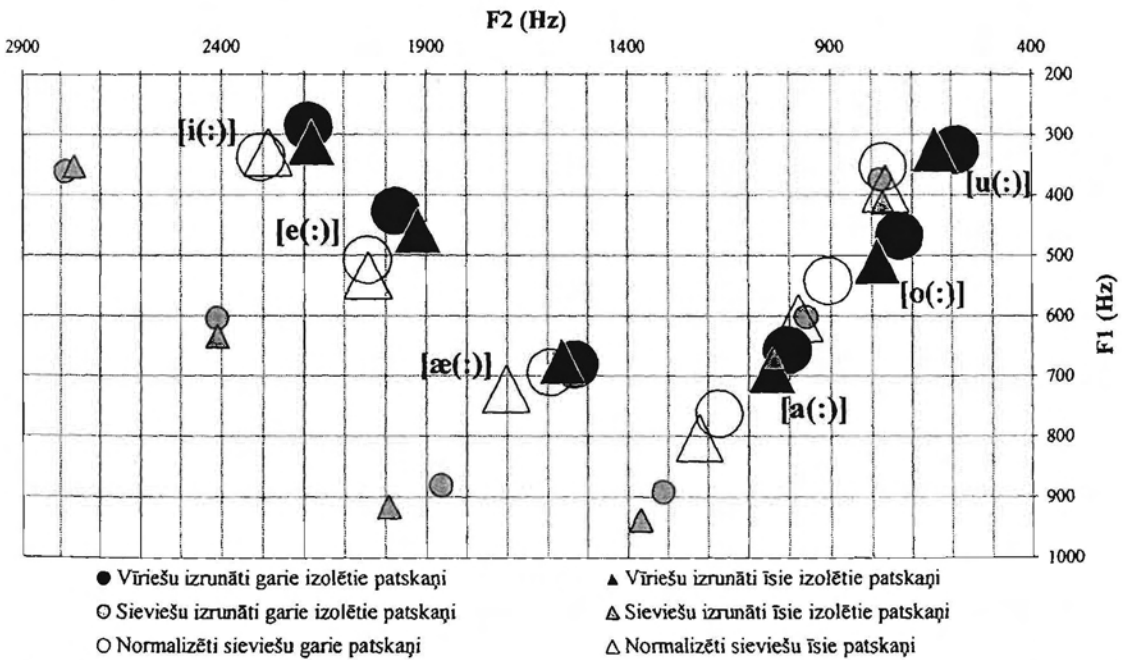 F2 (Hz)
2900 2400 1900 1400 900 400
200
300
400
500
600
700
800
900
1000
F1 (Hz)
[i(:)]
[e(:)]
[æ(:)]
[u(:)]
[o(:)]
[a(:)]
Vīriešu izrunāti garie izolētie patskaņi
Vīriešu izrunāti īsie izolētie patskaņi
Sieviešu izrunāti garie izolētie patskaņi
Sieviešu izrunāti īsie izolētie patskaņi
Normalizēti sieviešu garie patskaņi
Normalizēti sieviešu īsie patskaņi